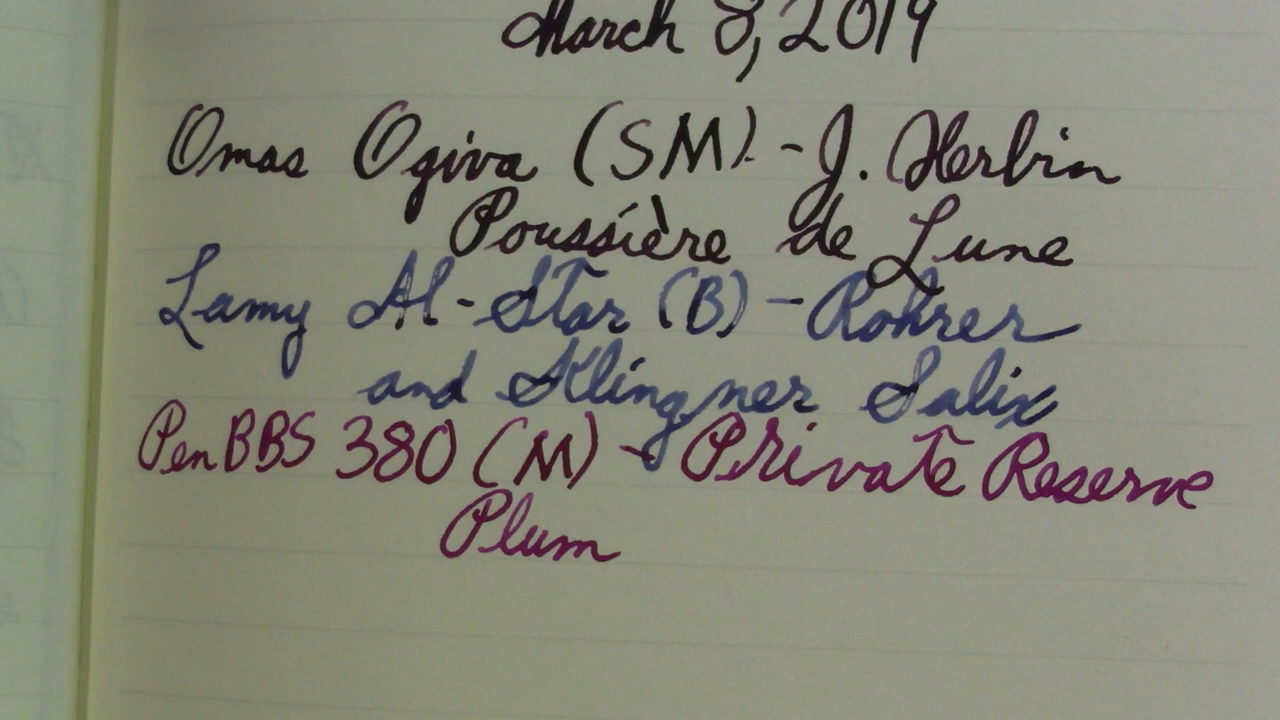 March 8, 2019
Omas Ogiva (SM) - J. Herbin
Poussière de Lune
Lamy Al-Star (B) - Rohrer
and Klingner Salix
PenBBS 380 (M) - Private Reserve
Plum